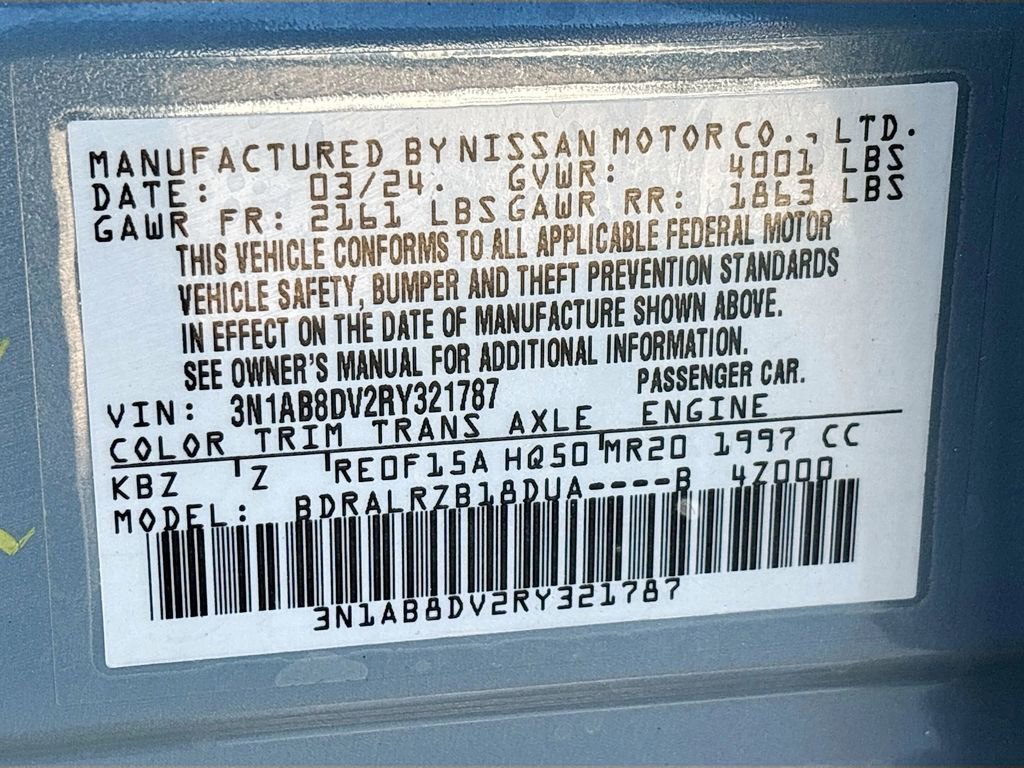 MANUFACTURED BY NISSAN MOTOR CO., LTD.
DATE: 03/24. GVWR: 4001 LBS
GAWR FR: 2161 LBS GAWR RR: 1863 LBS
THIS VEHICLE CONFORMS TO ALL APPLICABLE FEDERAL MOTOR
VEHICLE SAFETY, BUMPER AND THEFT PREVENTION STANDARDS
IN EFFECT ON THE DATE OF MANUFACTURE SHOWN ABOVE.
SEE OWNER'S MANUAL FOR ADDITIONAL INFORMATION.
VIN: 3N1AB8DV2RY321787 PASSENGER CAR.
COLOR TRIM TRANS AXLE ENGINE
KBZ Z RE0F15A HQ50 MR20 1997 CC
MODEL: BDRALRZB18DUA----B 4Z000
3N1AB8DV2RY321787